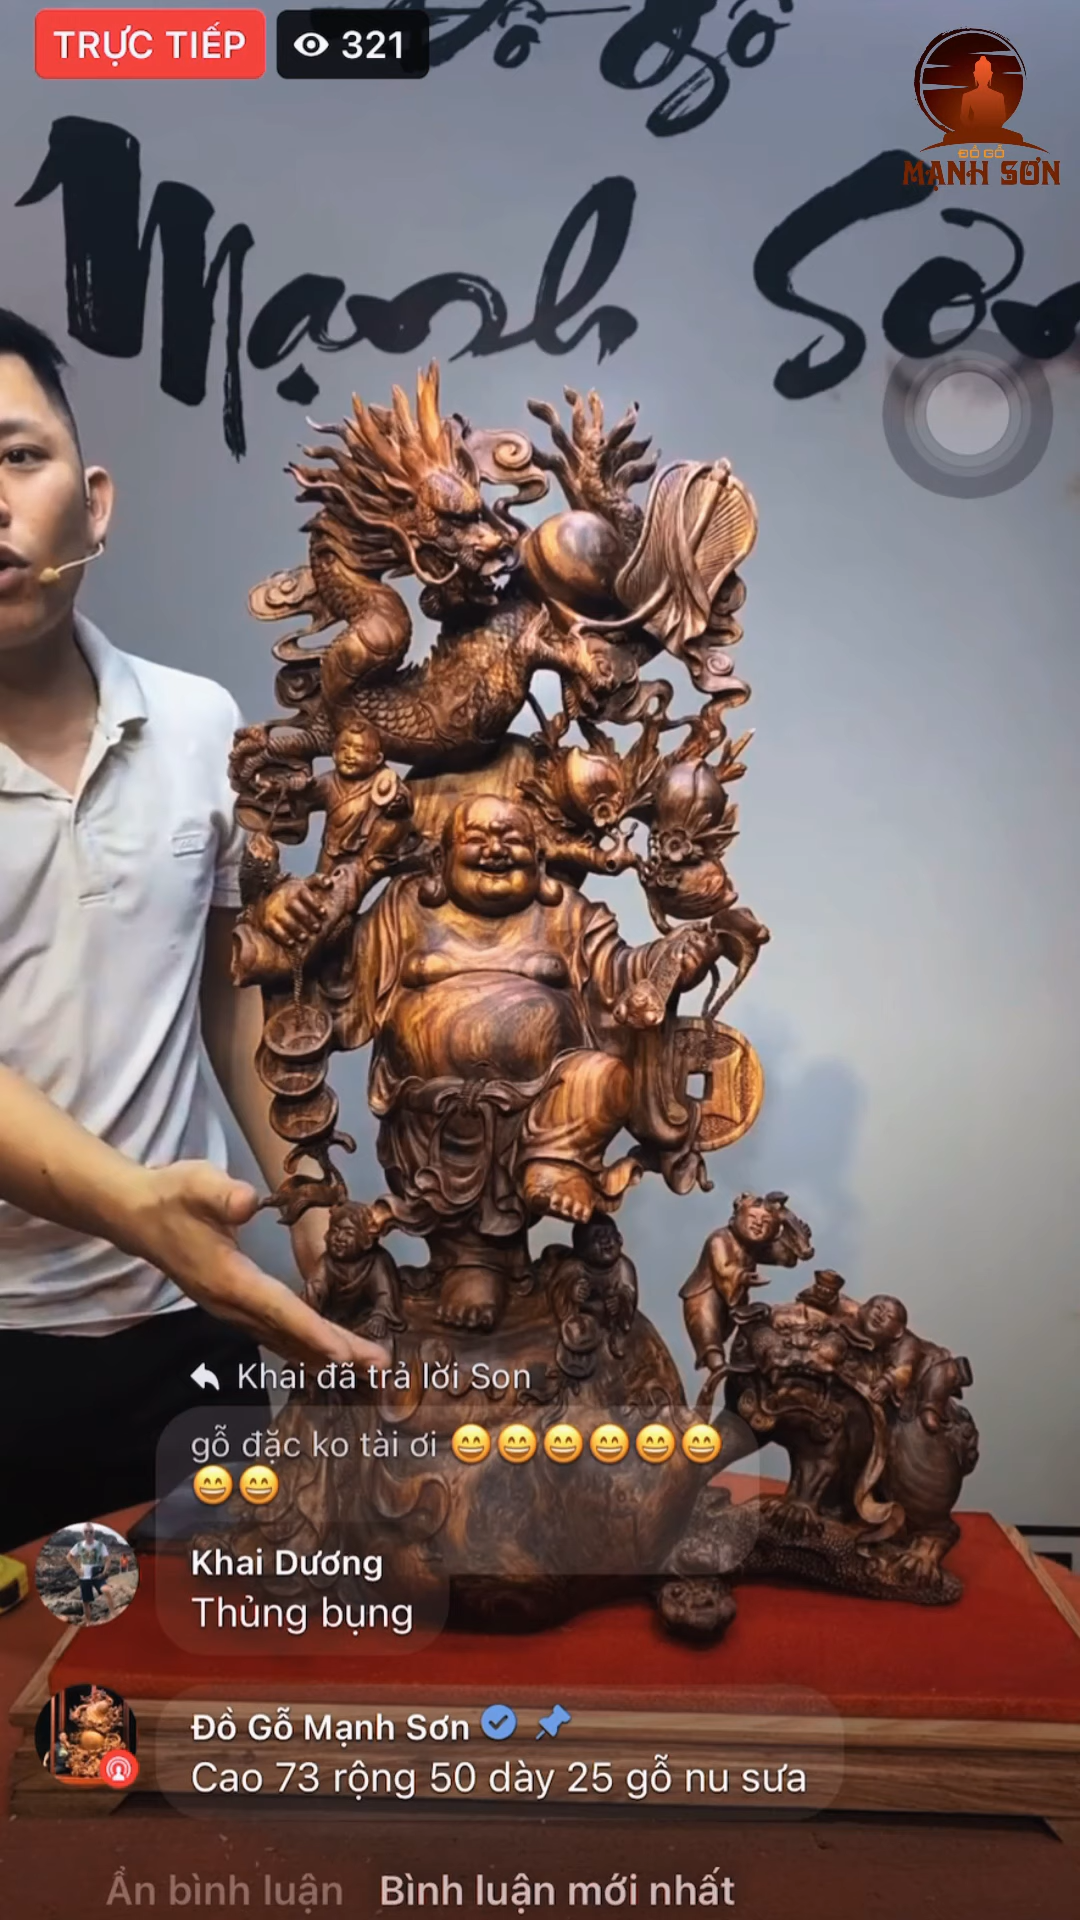 TRỰC TIẾP
321
Đồ Gỗ
Mạnh Sơn
ĐỒ GỖ
MẠNH SƠN
Khai đã trả lời Son
gỗ đặc ko tài ơi 😄😄😄😄😄😄
😄😄
Khai Dương
Thủng bụng
Đồ Gỗ Mạnh Sơn
Cao 73 rộng 50 dày 25 gỗ nu sưa
Ẩn bình luận Bình luận mới nhất